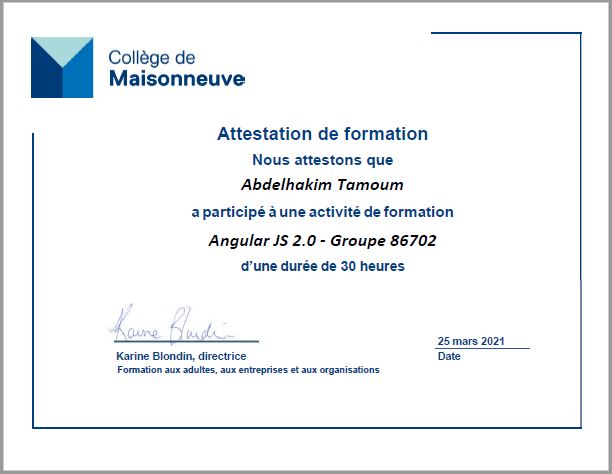 Collège de
Maisonneuve
Attestation de formation
Nous attestons que
Abdelhakim Tamoum
a participé à une activité de formation
Angular JS 2.0 - Groupe 86702
d'une durée de 30 heures
Karine Blondin
25 mars 2021
Karine Blondin, directrice
Date
Formation aux adultes, aux entreprises et aux organisations